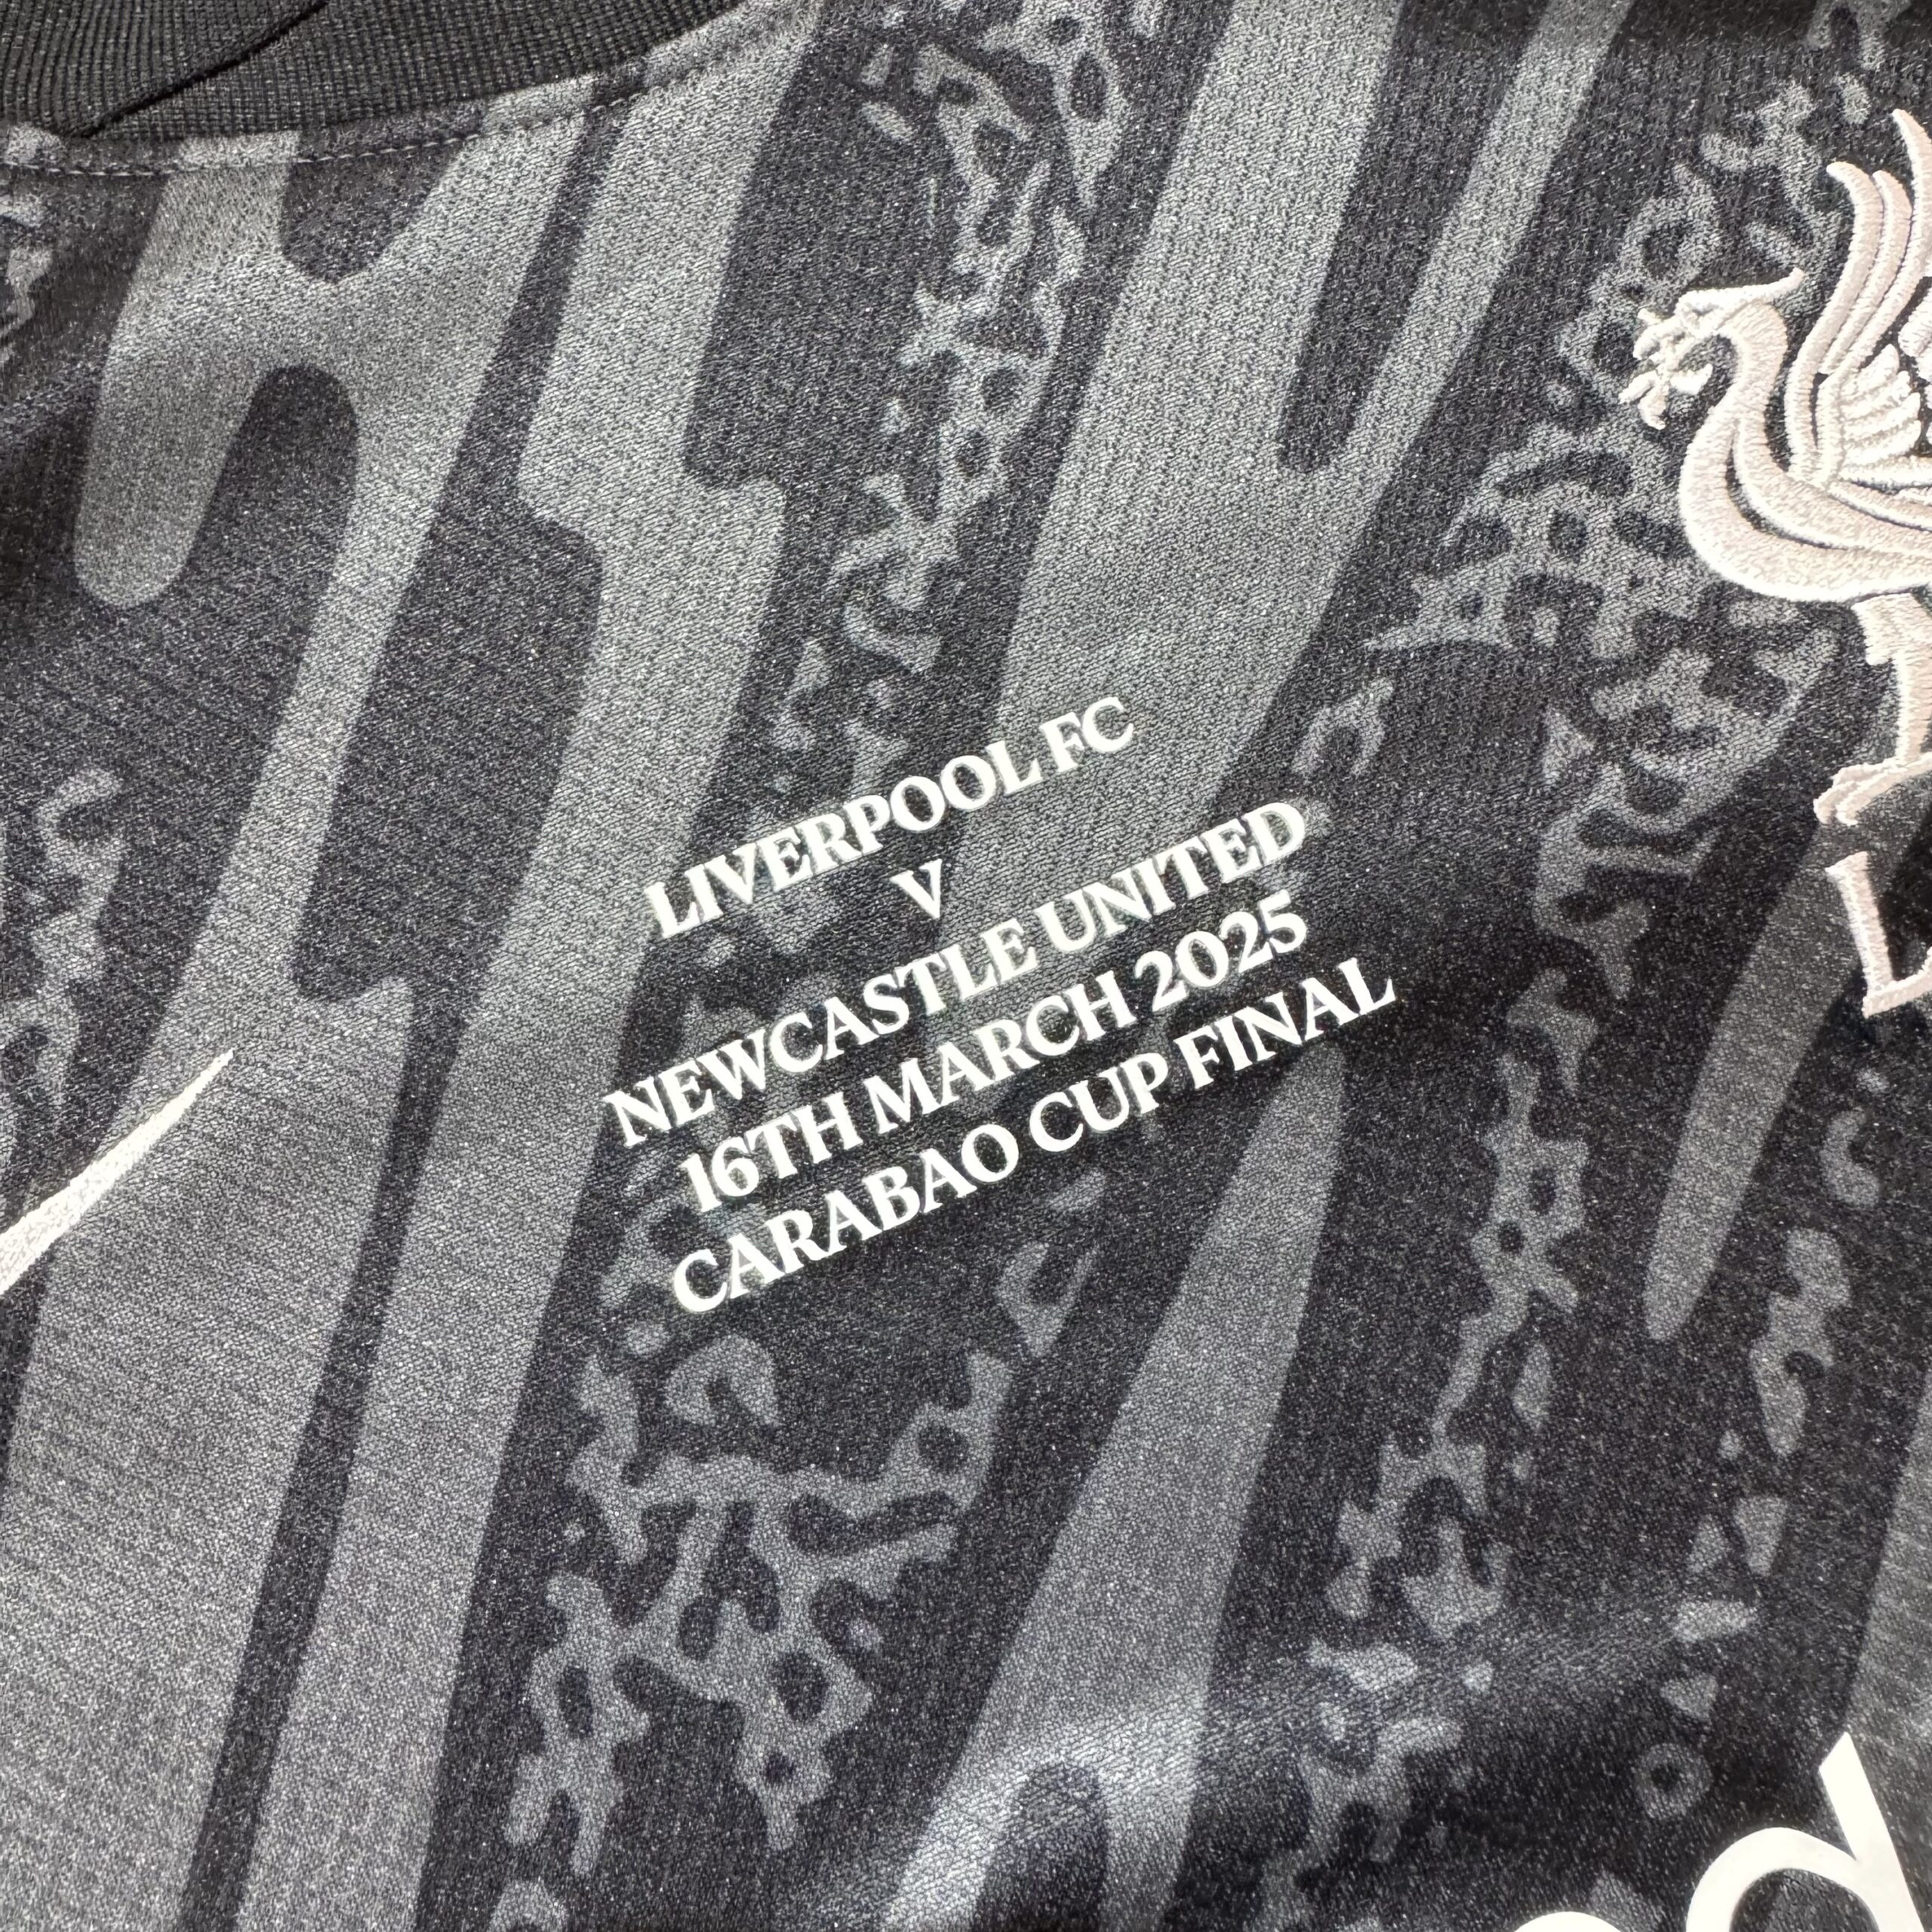 LIVERPOOL FC
V
NEWCASTLE UNITED
16TH MARCH 2025
CARABAO CUP FINAL
L